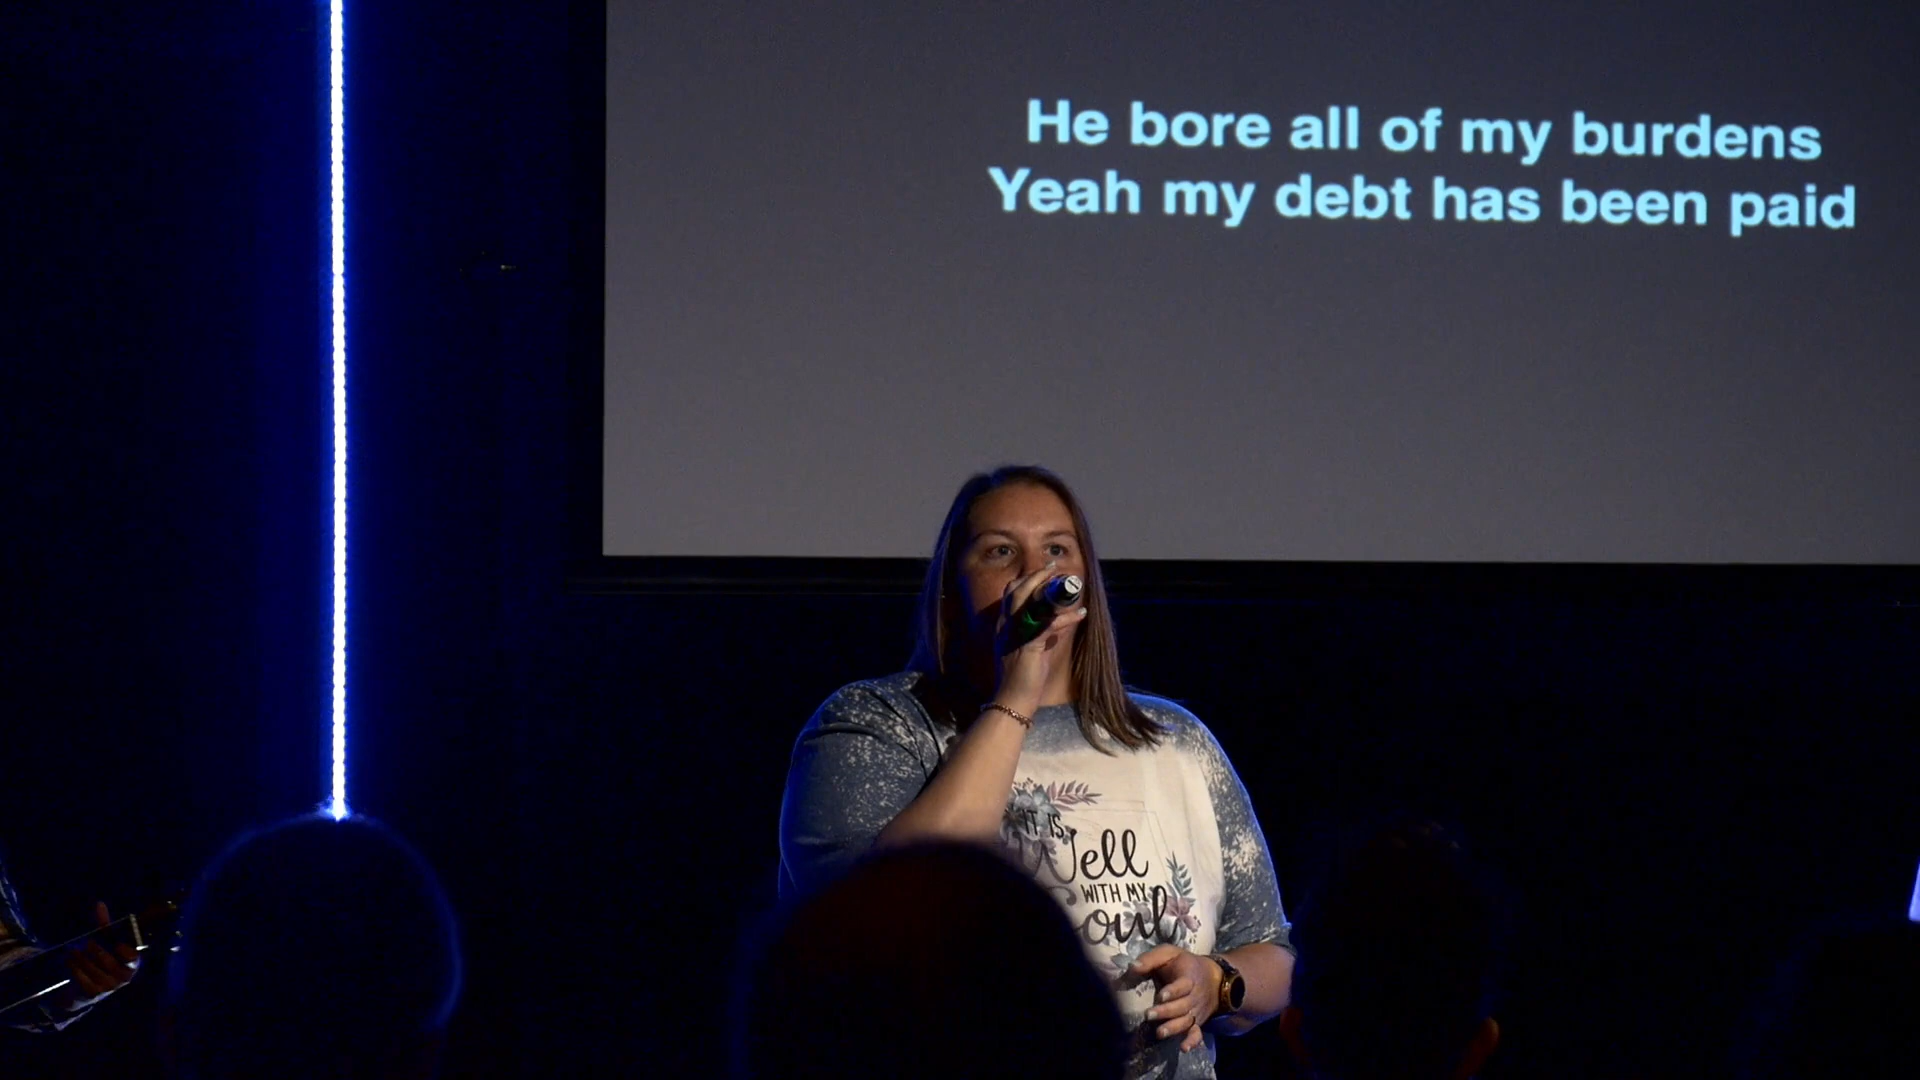 He bore all of my burdens
Yeah my debt has been paid
IT IS
Well
WITH MY
Soul